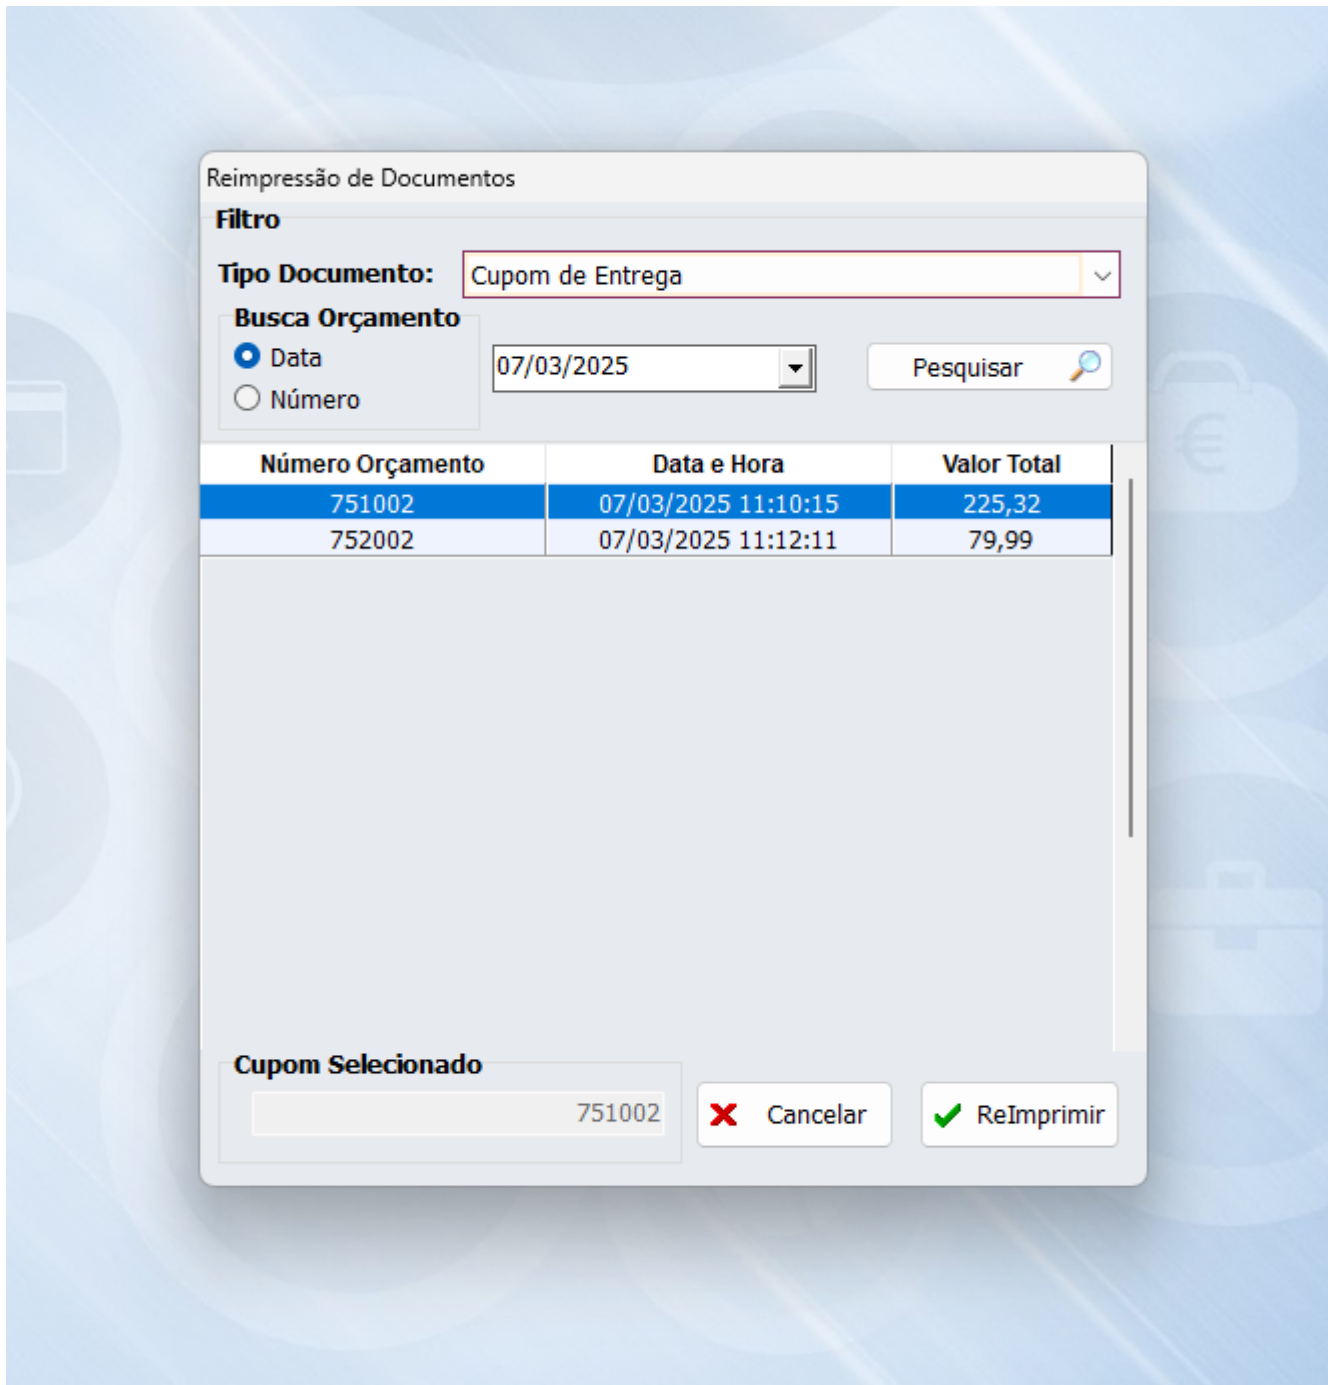 Reimpressão de Documentos
Filtro
Tipo Documento: Cupom de Entrega
Busca Orçamento
Data
07/03/2025
Pesquisar
Número
Número Orçamento Data e Hora Valor Total
751002 07/03/2025 11:10:15 225,32
752002 07/03/2025 11:12:11 79,99
Cupom Selecionado
751002
Cancelar
ReImprimir